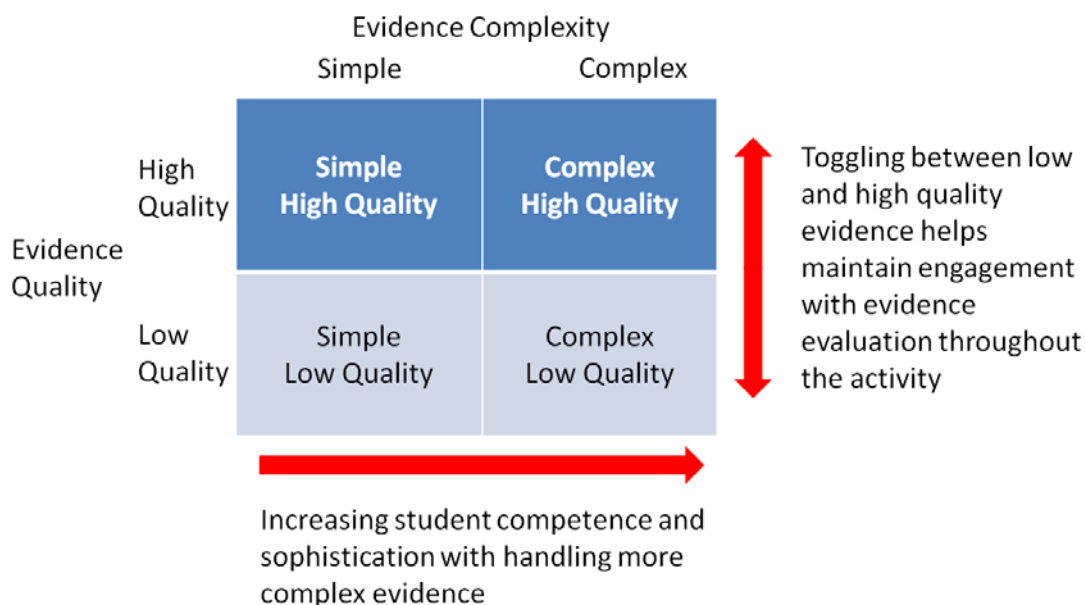 Evidence Complexity
Simple
Complex
High
Quality
Simple
High Quality
Complex
High Quality
Evidence
Quality
Low
Quality
Simple
Low Quality
Complex
Low Quality
Toggling between low
and high quality
evidence helps
maintain engagement
with evidence
evaluation throughout
the activity
Increasing student competence and
sophistication with handling more
complex evidence